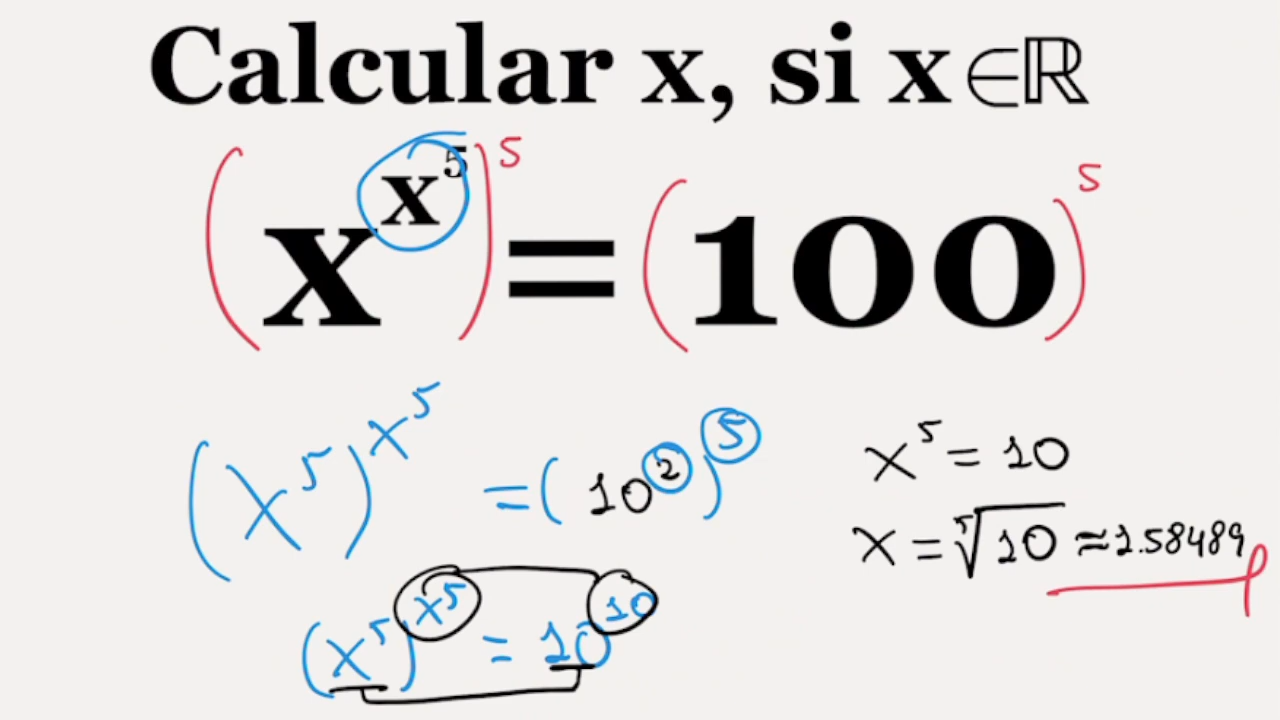 Calcular x, si x∈ℝ
(x^x^5)^5 = (100)^5
(x^5)^x^5 = (10^2)^5
(x^5)^x^5 = 10^10
x^5 = 10
x = ⁵√10 ≈ 1.58489